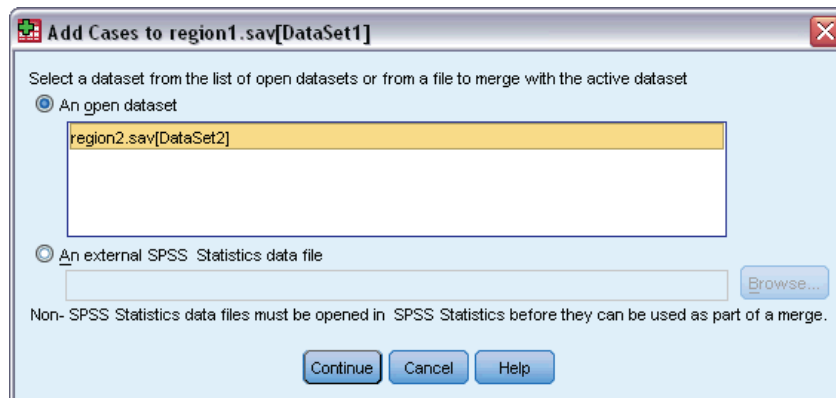 Add Cases to region1.sav[DataSet1]
Select a dataset from the list of open datasets or from a file to merge with the active dataset
An open dataset
region2.sav[DataSet2]
An external SPSS Statistics data file
Browse...
Non- SPSS Statistics data files must be opened in SPSS Statistics before they can be used as part of a merge.
Continue Cancel Help